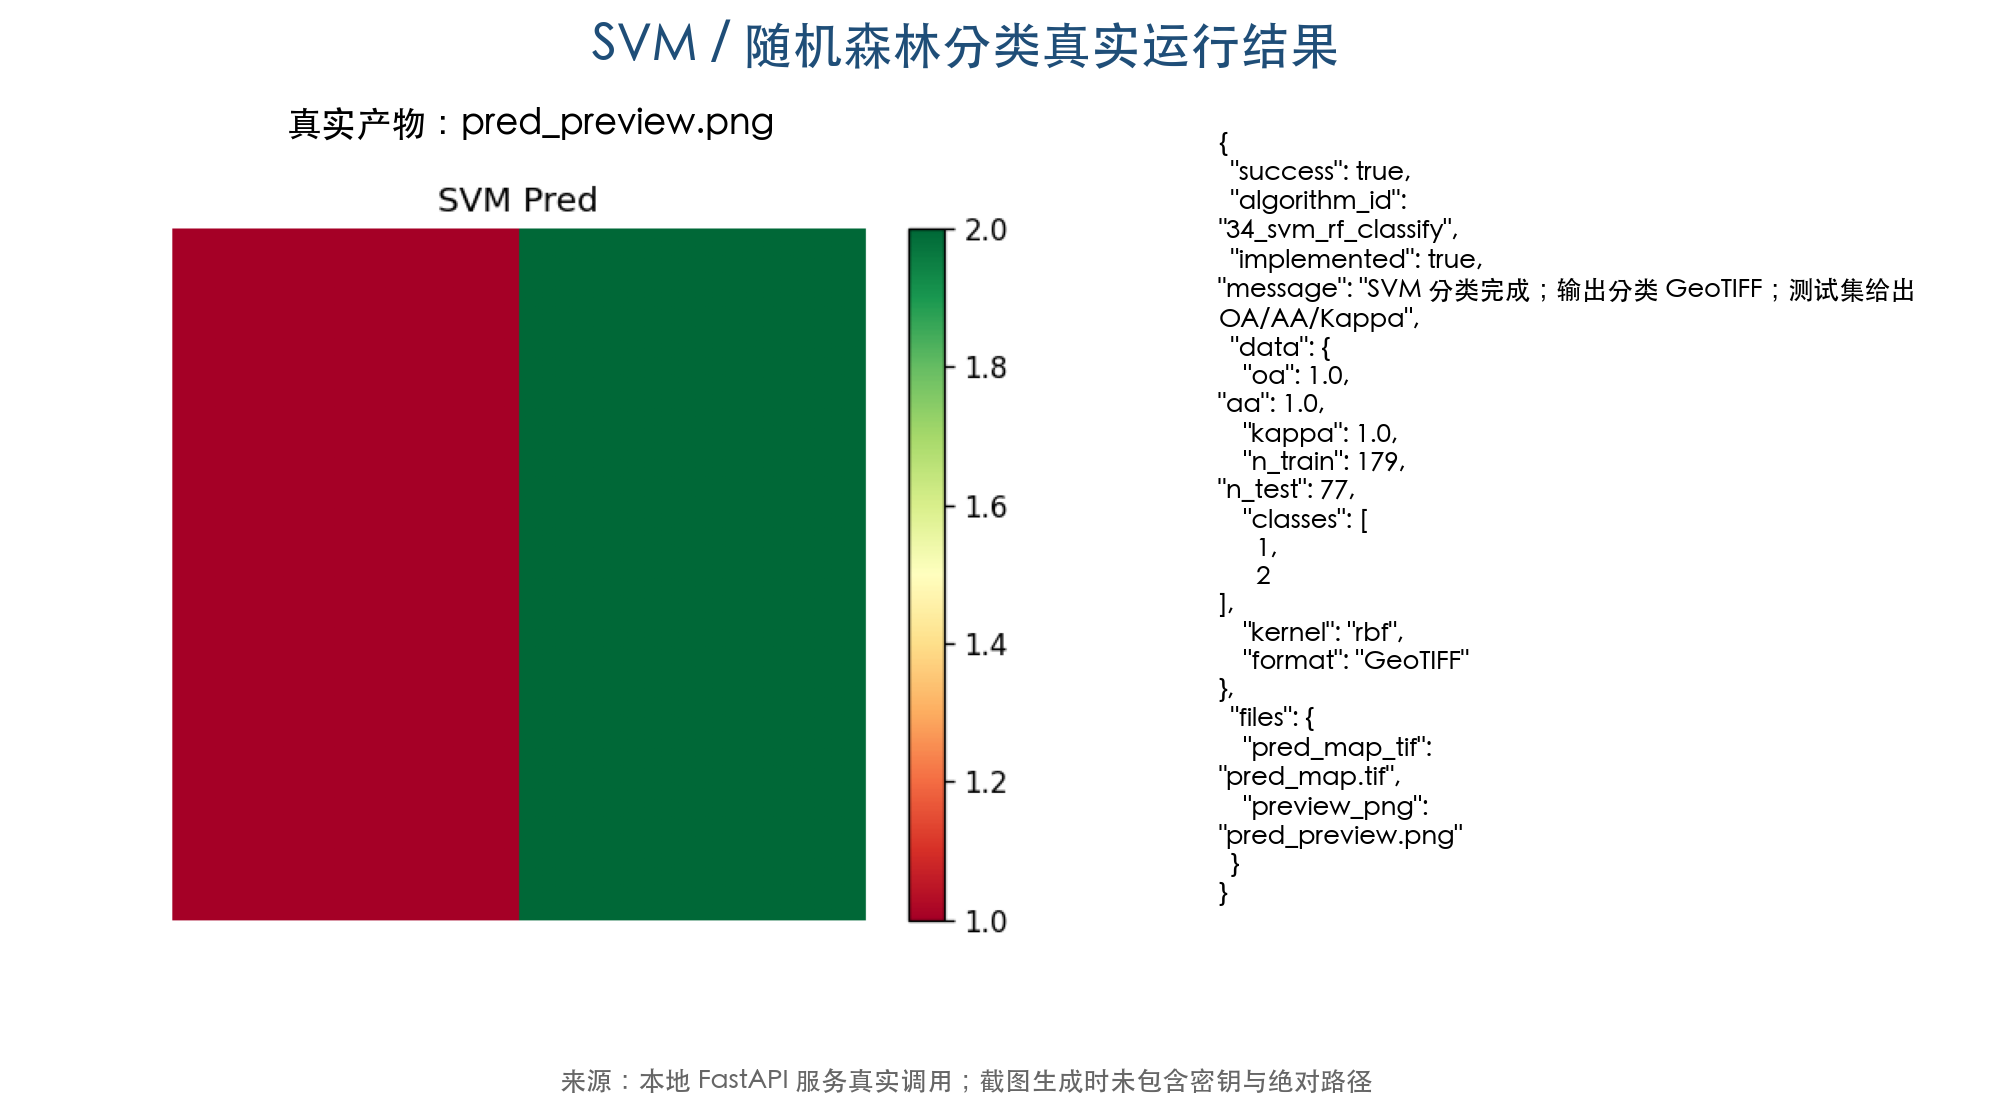 SVM / 随机森林分类真实运行结果
真实产物：pred_preview.png
SVM Pred
2.0
1.8
1.6
1.4
1.2
1.0
{
"success": true,
"algorithm_id":
"34_svm_rf_classify",
"implemented": true,
"message": "SVM 分类完成；输出分类 GeoTIFF；测试集给出
OA/AA/Kappa",
"data": {
"oa": 1.0,
"aa": 1.0,
"kappa": 1.0,
"n_train": 179,
"n_test": 77,
"classes": [
1,
2
],
"kernel": "rbf",
"format": "GeoTIFF"
},
"files": {
"pred_map_tif":
"pred_map.tif",
"preview_png":
"pred_preview.png"
}
}
来源：本地 FastAPI 服务真实调用；截图生成时未包含密钥与绝对路径